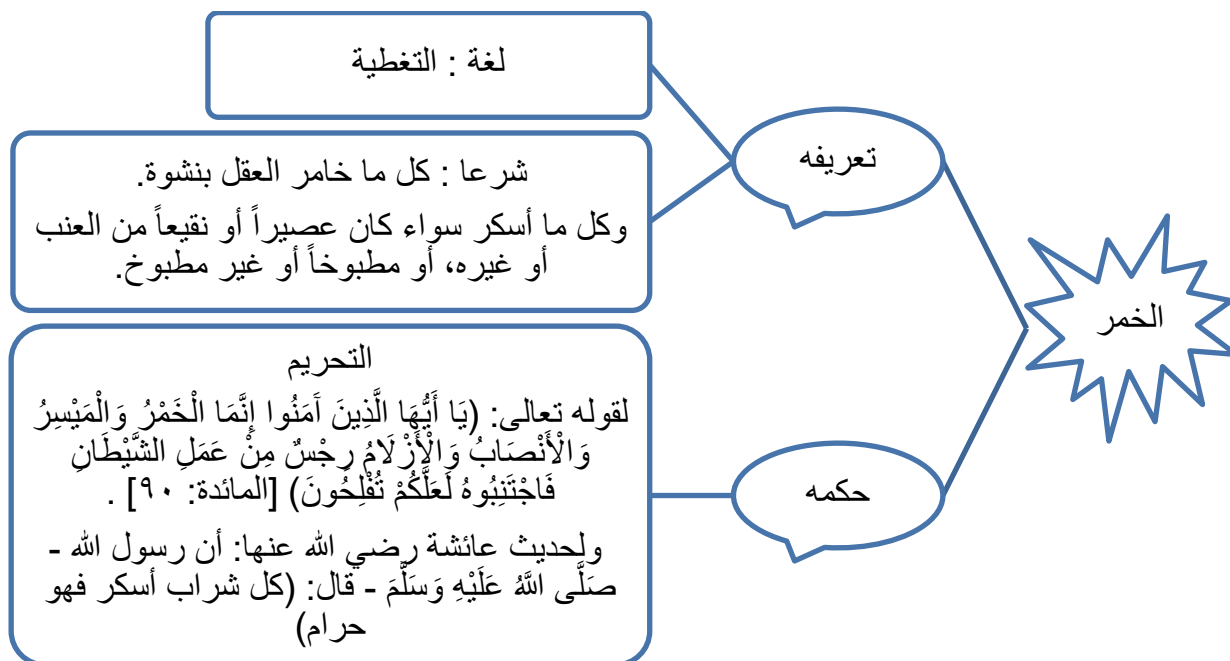 الخمر
تعريفه
لغة : التغطية
شرعا : كل ما خامر العقل بنشوة.
وكل ما أسكر سواء كان عصيراً أو نقيعاً من العنب
أو غيره، أو مطبوخاً أو غير مطبوخ.
حكمه
التحريم
لقوله تعالى: (يَا أَيُّهَا الَّذِينَ آَمَنُوا إِنَّمَا الْخَمْرُ وَالْمَيْسِرُ
وَالْأَنْصَابُ وَالْأَزْلَامُ رِجْسٌ مِنْ عَمَلِ الشَّيْطَانِ
فَاجْتَنِبُوهُ لَعَلَّكُمْ تُفْلِحُونَ) [المائدة: ٩٠] .
ولحديث عائشة رضي الله عنها: أن رسول الله -
صَلَّى اللَّهُ عَلَيْهِ وَسَلَّمَ - قال: (كل شراب أسكر فهو
حرام)